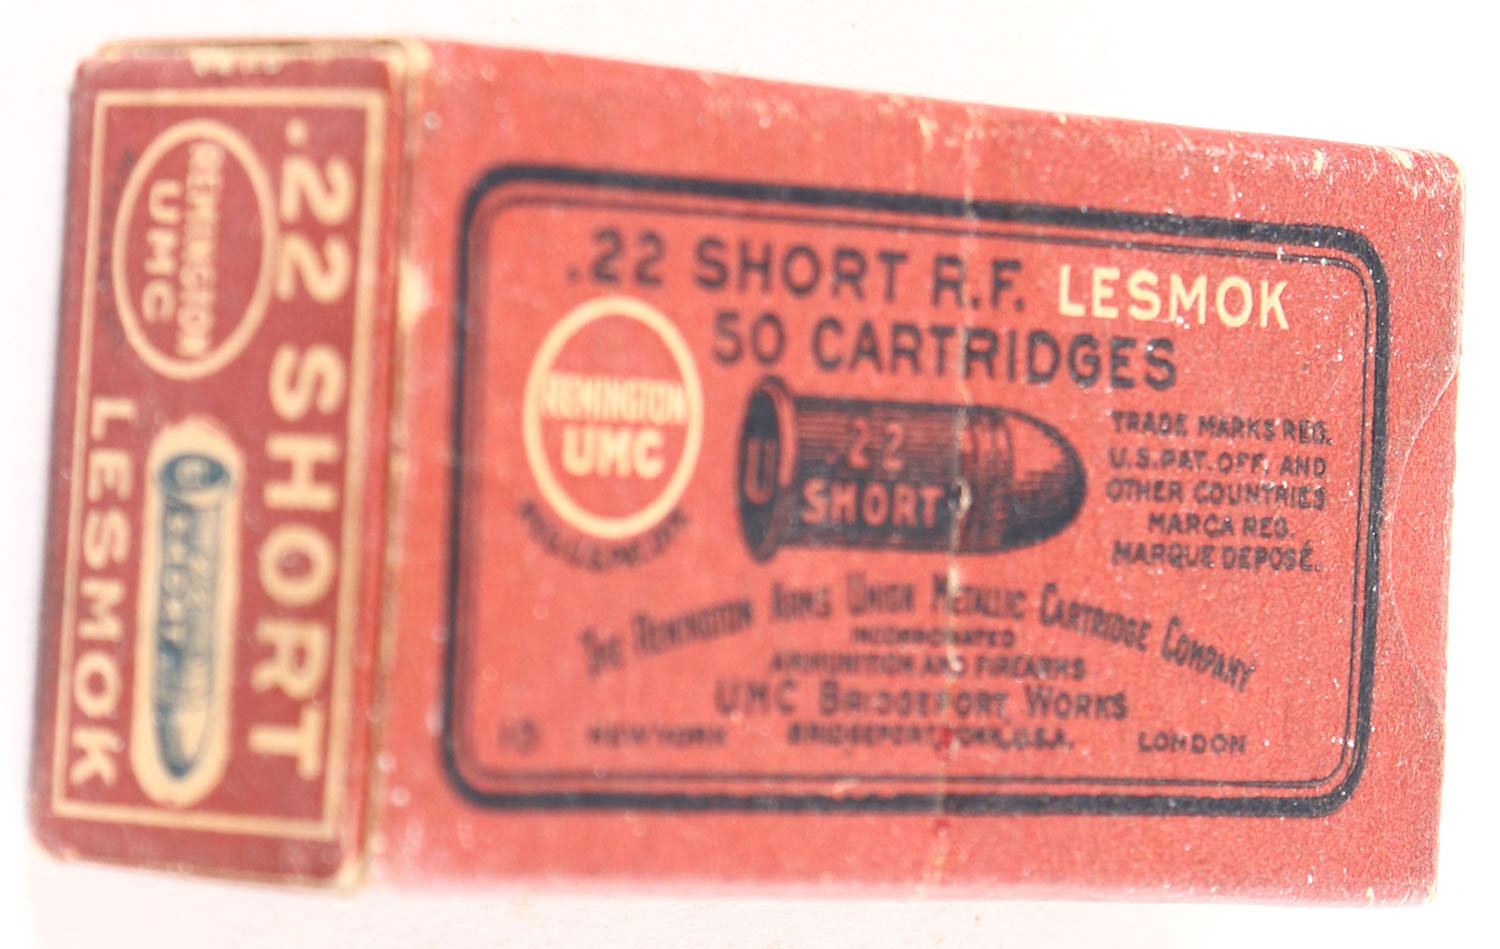 .22 SHORT
REMINGTON
UMC
LESMOK
.22 SHORT R.F. LESMOK
50 CARTRIDGES
REMINGTON
UMC
U
.22
SHORT
TRADE MARKS REG.
U.S. PAT. OFF. AND
OTHER COUNTRIES
MARCA REG.
MARQUE DEPOSÉ.
THE REMINGTON ARMS UNION METALLIC CARTRIDGE COMPANY
INCORPORATED
AMMUNITION AND FIREARMS
UMC BRIDGEPORT WORKS
NEW YORK BRIDGEPORT, CONN., U.S.A. LONDON